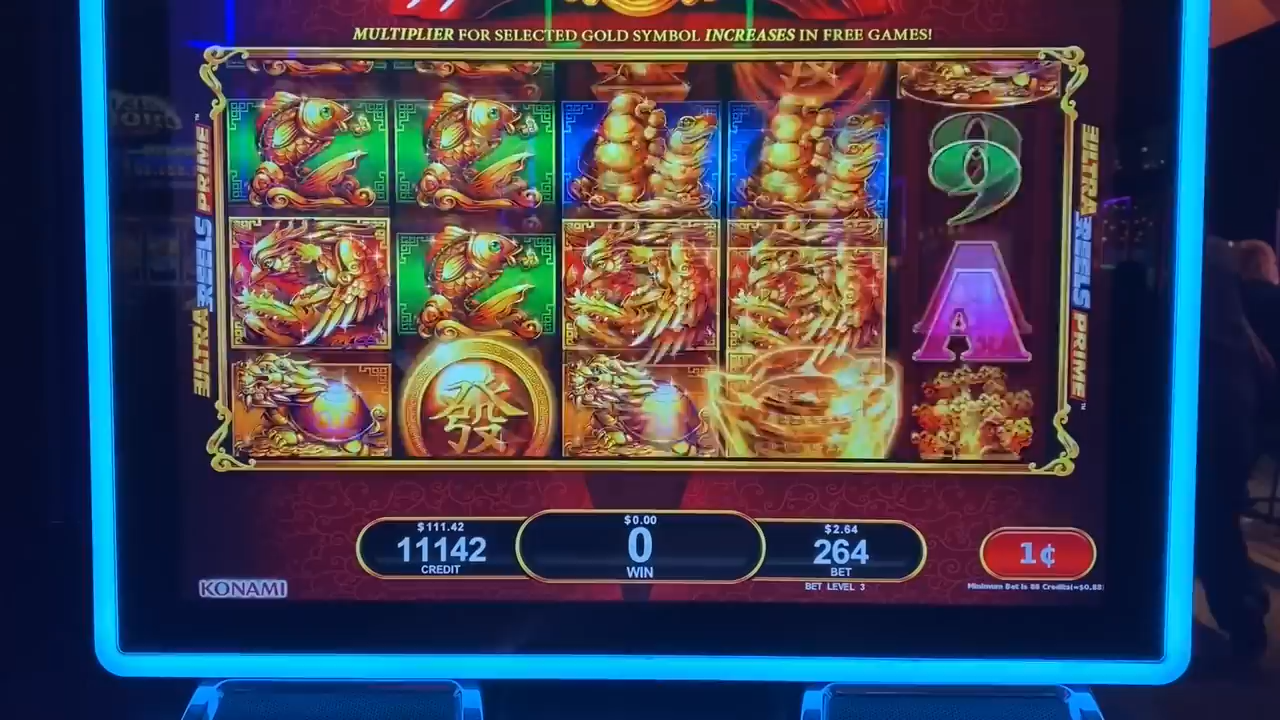 MULTIPLIER FOR SELECTED GOLD SYMBOL INCREASES IN FREE GAMES!
ULTRA REELS PRIME™
ULTRA REELS PRIME™
9
A
發
$111.42
11142
CREDIT
$0.00
0
WIN
$2.64
264
BET
BET LEVEL 3
1¢
Minimum Bet is 88 Credits(=$0.88)
KONAMI